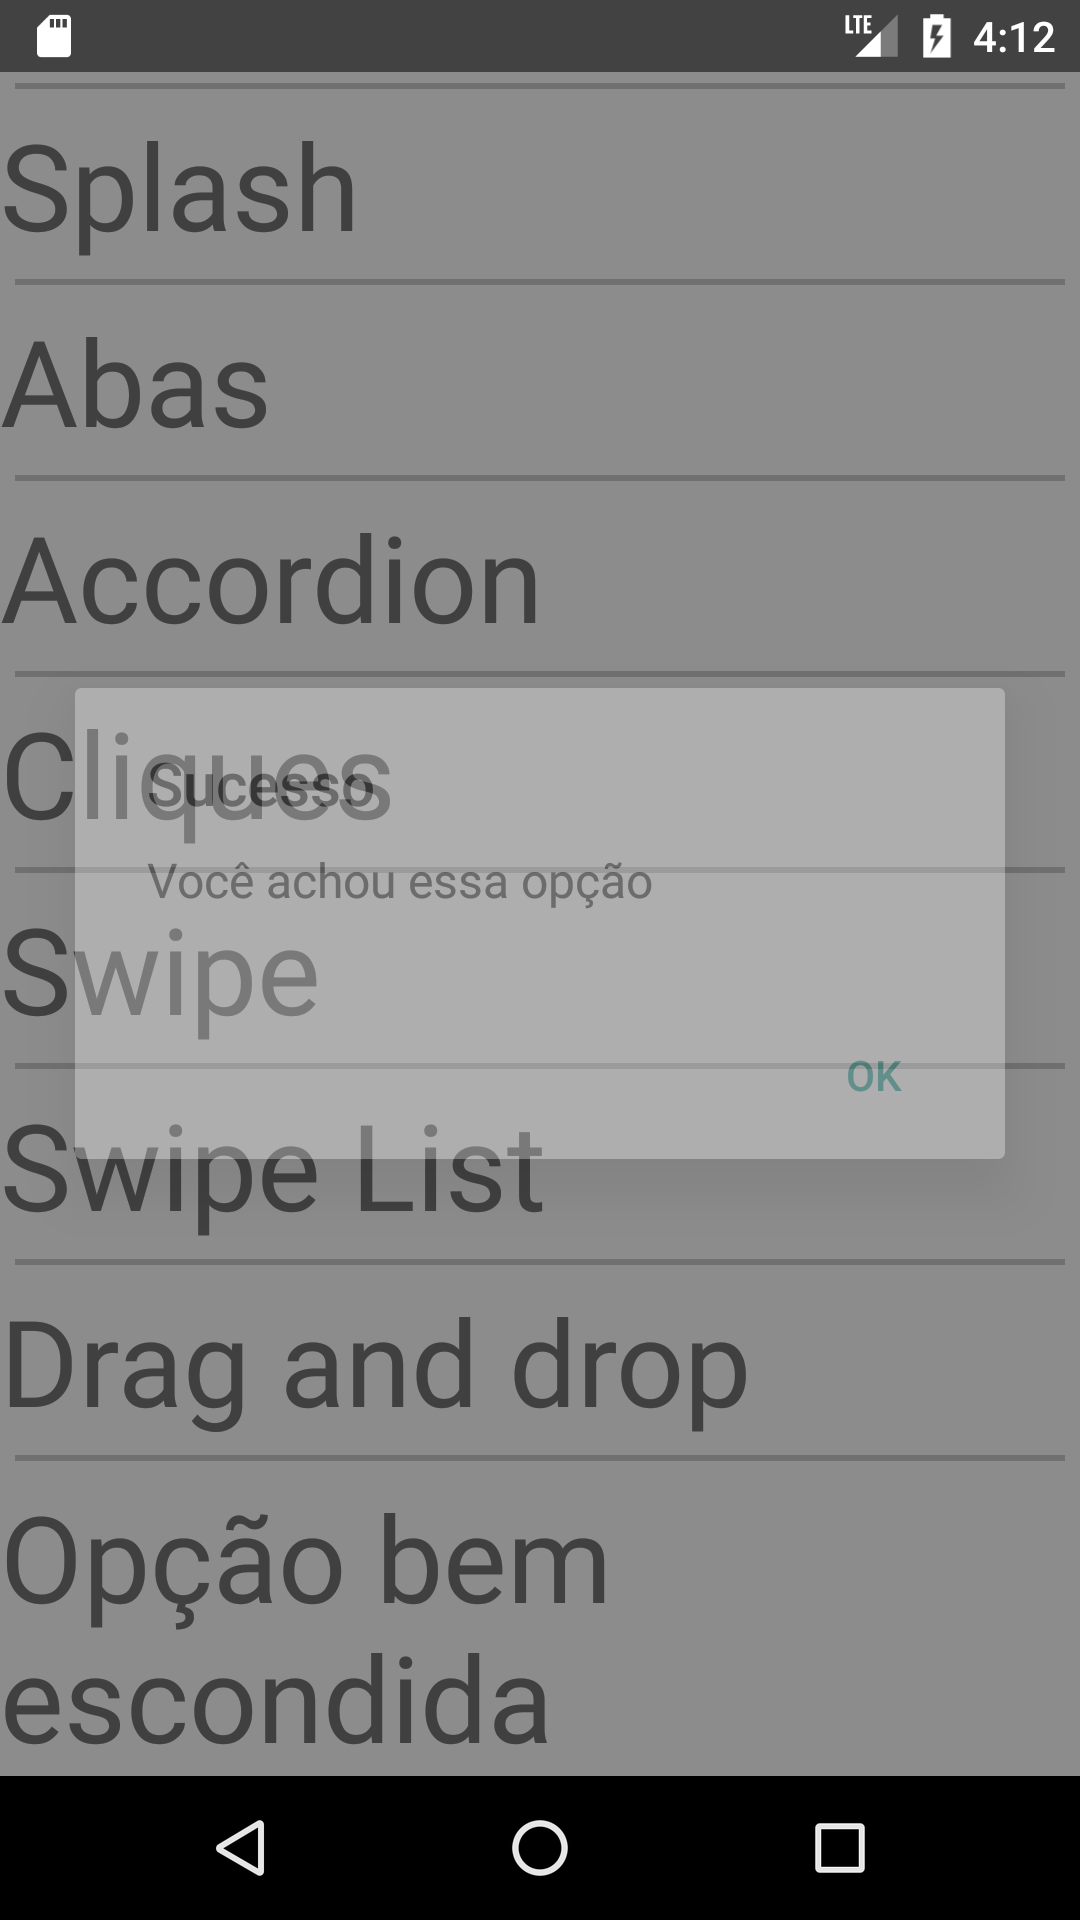 LTE 4:12
Splash
Abas
Accordion
Cliques
Sucesso
Você achou essa opção
Swipe
OK
Swipe List
Drag and drop
Opção bem
escondida